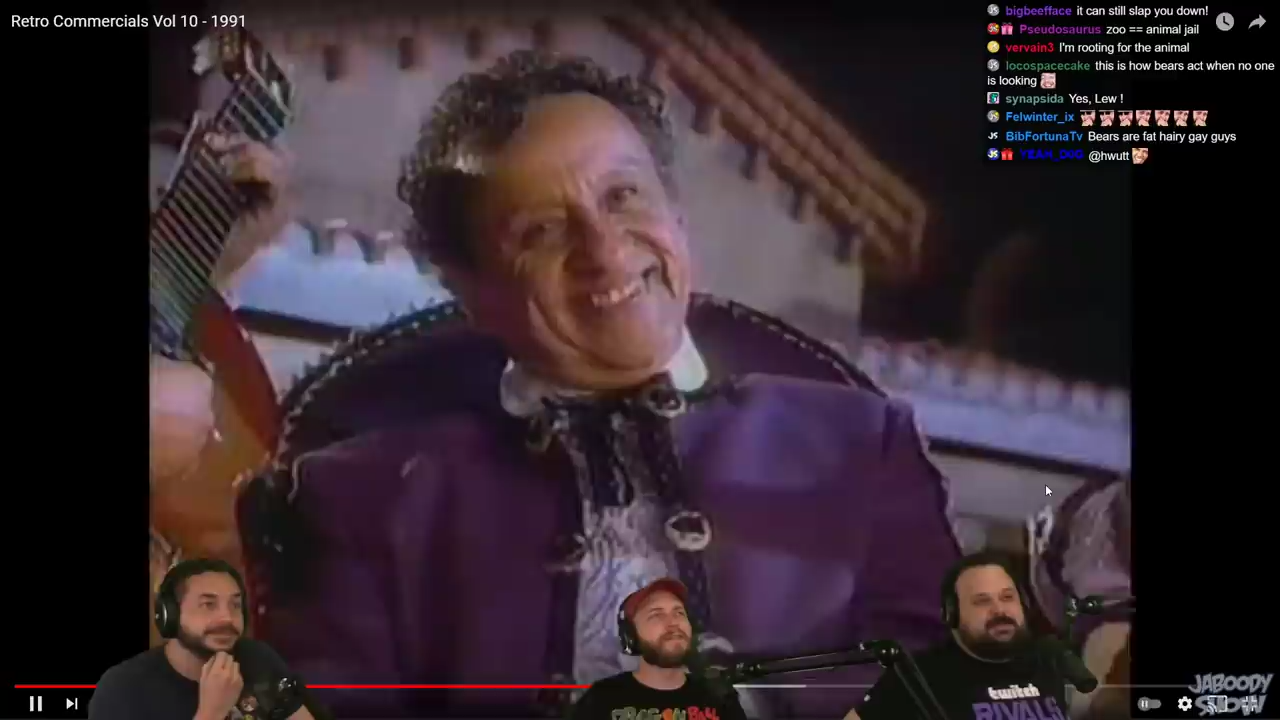 Retro Commercials Vol 10 - 1991
bigbeefface it can still slap you down!
Pseudosaurus zoo == animal jail
vervain3 I'm rooting for the animal
locospacecake this is how bears act when no one
is looking
synapsida Yes, Lew !
Felwinter_ix
BibFortunaTv Bears are fat hairy gay guys
@hwutt
twitch
RIVALS
DRAGON BALL
JABOODY
SHOW